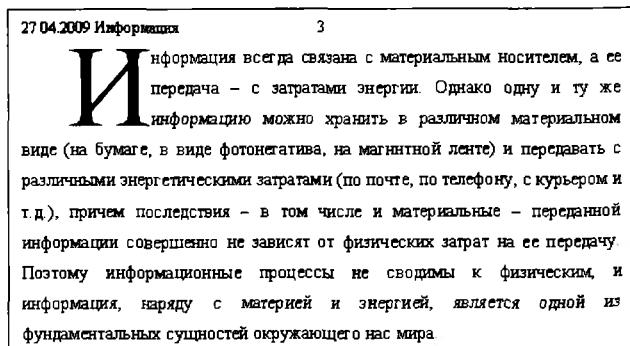 27 04.2009 Информация 3
Информация всегда связана с материальным носителем, а ее
передача – с затратами энергии. Однако одну и ту же
информацию можно хранить в различном материальном
виде (на бумаге, в виде фотонегатива, на магнитной ленте) и передавать с
различными энергетическими затратами (по почте, по телефону, с курьером и
т.д.), причем последствия – в том числе и материальные – переданной
информации совершенно не зависят от физических затрат на ее передачу.
Поэтому информационные процессы не сводимы к физическим, и
информация, наряду с материей и энергией, является одной из
фундаментальных сущностей окружающего нас мира.